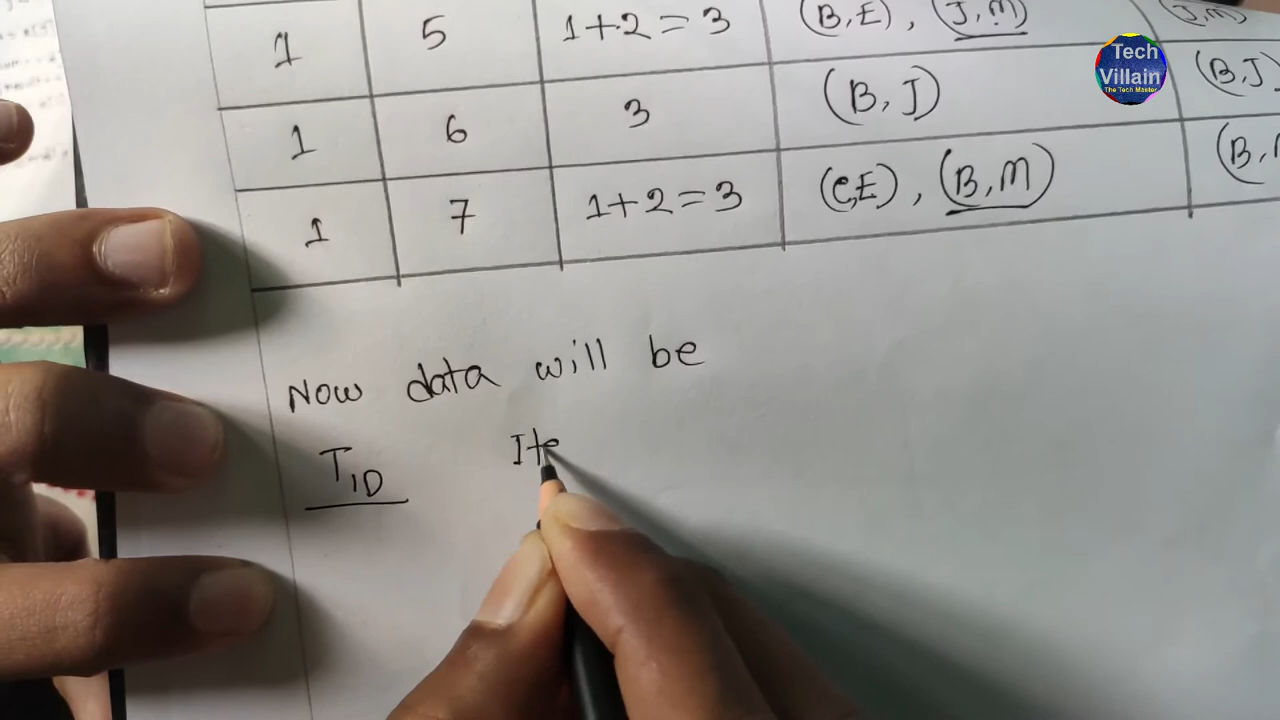 1 5 1+2=3 (B,E), (J,M) (J,M)
1 6 3 (B, J) (B,J)
1 7 1+2=3 (C,E), (B,M) (B,
Now data will be
TID Ite
Tech
Villain
The Tech Master